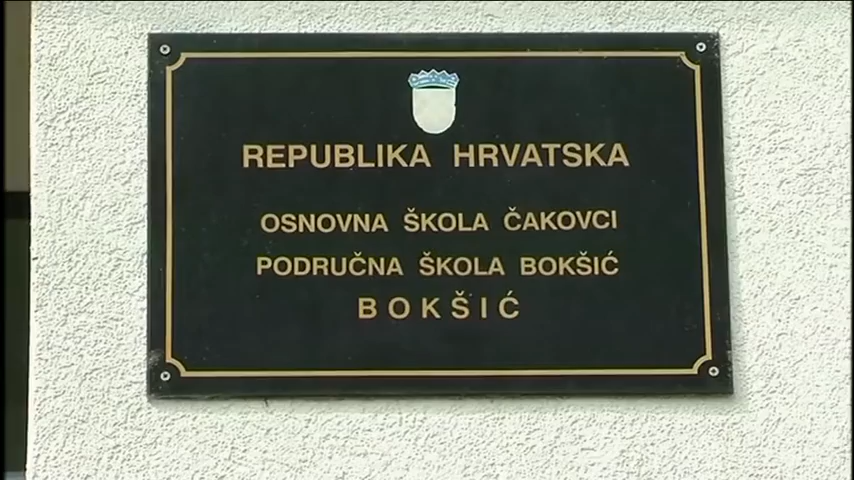 REPUBLIKA HRVATSKA
OSNOVNA ŠKOLA ČAKOVCI
PODRUČNA ŠKOLA BOKŠIĆ
BOKŠIĆ